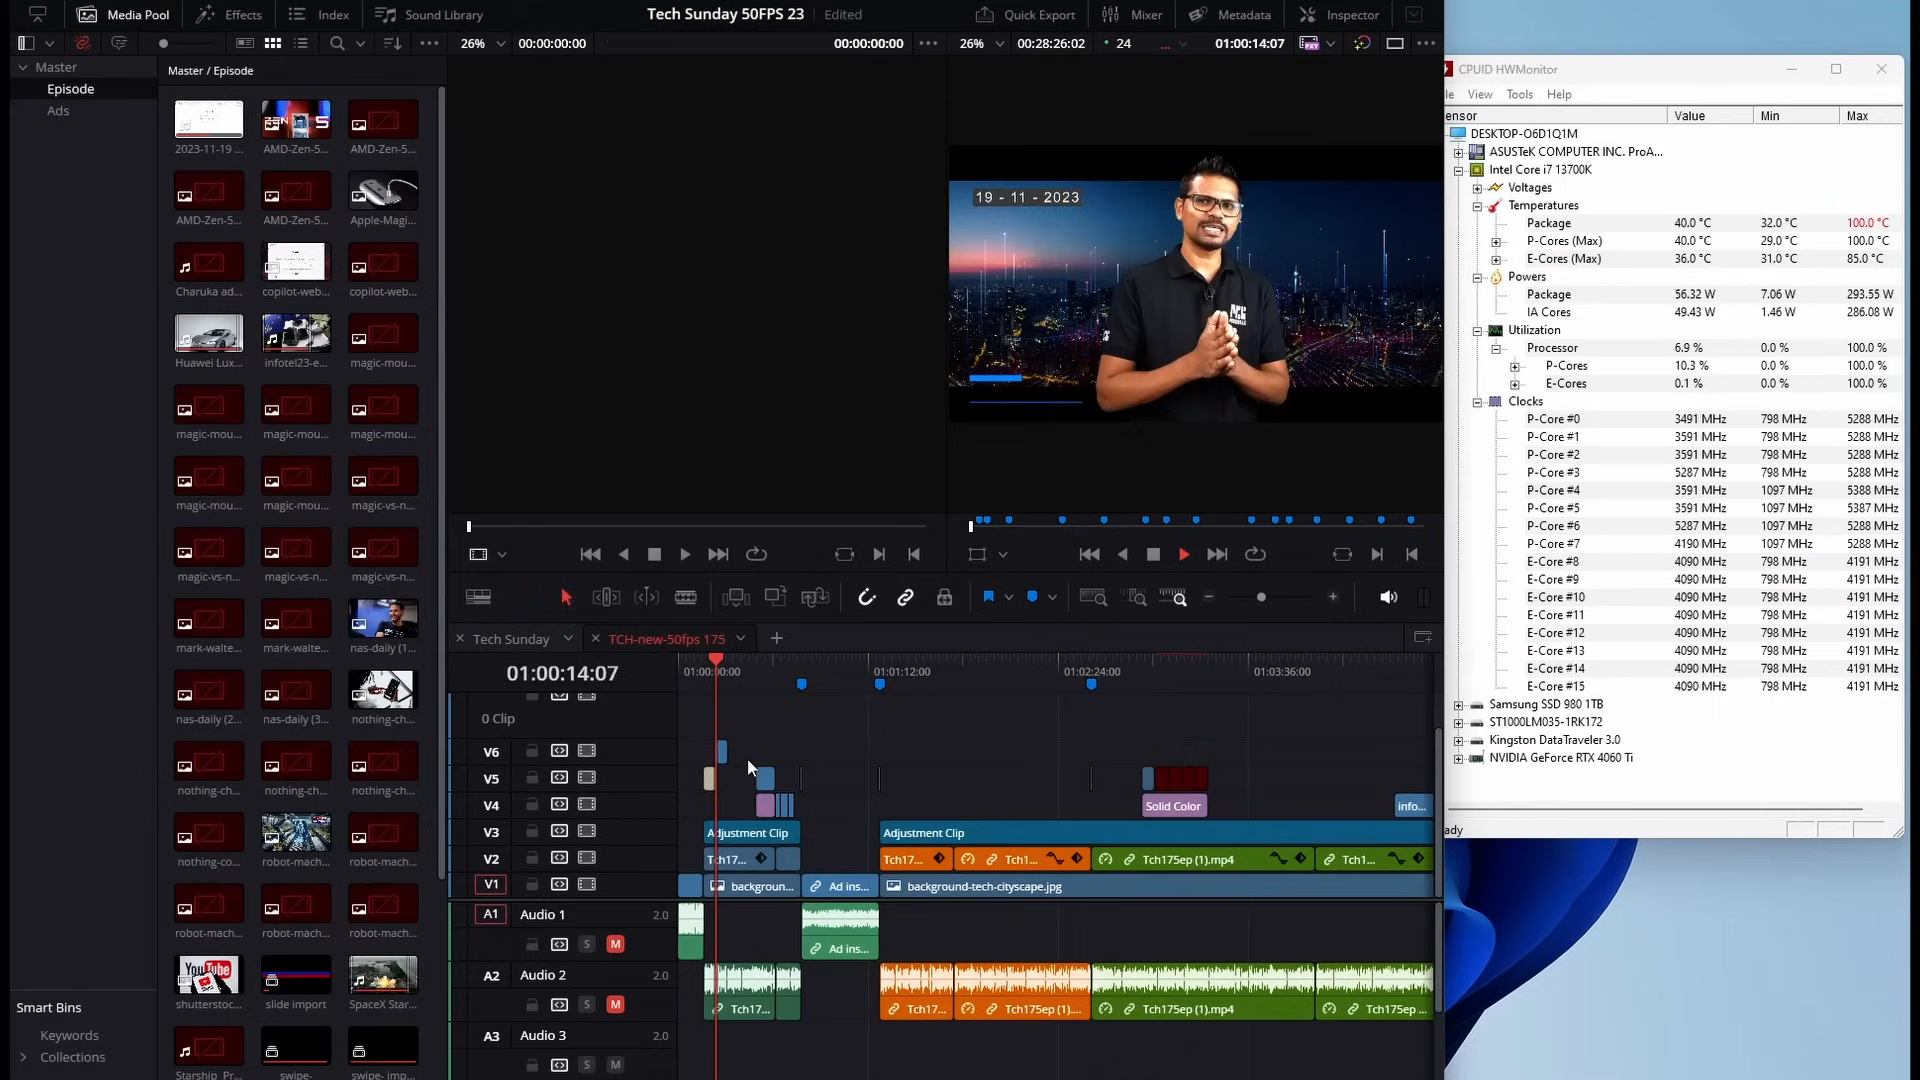 Media Pool
Effects
Index
Sound Library
Tech Sunday 50FPS 23
Edited
Quick Export
Mixer
Metadata
Inspector
26%
00:00:00:00
00:00:00:00
26%
00:28:26:02
24
01:00:14:07
Master
Episode
Ads
Master / Episode
2023-11-19 ...
AMD-Zen-5...
AMD-Zen-5...
AMD-Zen-5...
AMD-Zen-5...
Apple-Magi...
Charuka ad...
copilot-web...
copilot-web...
Huawei Lux...
infotel23-e...
magic-mou...
magic-mou...
magic-mou...
magic-mou...
magic-mou...
magic-mou...
magic-vs-n...
magic-vs-n...
magic-vs-n...
magic-vs-n...
mark-walte...
mark-walte...
nas-daily (1...
nas-daily (2...
nas-daily (3...
nothing-ch...
nothing-ch...
nothing-ch...
nothing-ch...
nothing-co...
robot-mach...
robot-mach...
robot-mach...
robot-mach...
robot-mach...
YouTube
shutterstoc...
slide import
SpaceX Star...
Starship_Pr...
swipe-
swipe- imp...
Smart Bins
Keywords
Collections
19 - 11 - 2023
Tech Sunday
TCH-new-50fps 175
01:00:14:07
01:00:00:00
01:01:12:00
01:02:24:00
01:03:36:00
0 Clip
V6
V5
V4
Solid Color
info...
V3
Adjustment Clip
Adjustment Clip
V2
Tch17...
Tch17...
Tch1...
Tch175ep (1).mp4
Tch1...
V1
backgroun...
Ad ins...
background-tech-cityscape.jpg
A1
Audio 1
2.0
S
M
Ad ins...
A2
Audio 2
2.0
S
M
Tch17...
Tch17...
Tch175ep (1)....
Tch175ep (1).mp4
Tch175ep ...
A3
Audio 3
2.0
S
M
CPUID HWMonitor
le
View
Tools
Help
ensor
Value
Min
Max
DESKTOP-O6D1Q1M
ASUSTeK COMPUTER INC. ProA...
Intel Core i7 13700K
Voltages
Temperatures
Package 40.0 °C 32.0 °C 100.0 °C
P-Cores (Max) 40.0 °C 29.0 °C 100.0 °C
E-Cores (Max) 36.0 °C 31.0 °C 85.0 °C
Powers
Package 56.32 W 7.06 W 293.55 W
IA Cores 49.43 W 1.46 W 286.08 W
Utilization
Processor 6.9 % 0.0 % 100.0 %
P-Cores 10.3 % 0.0 % 100.0 %
E-Cores 0.1 % 0.0 % 100.0 %
Clocks
P-Core #0 3491 MHz 798 MHz 5288 MHz
P-Core #1 3591 MHz 798 MHz 5288 MHz
P-Core #2 3591 MHz 798 MHz 5288 MHz
P-Core #3 5287 MHz 798 MHz 5288 MHz
P-Core #4 3591 MHz 1097 MHz 5388 MHz
P-Core #5 3591 MHz 1097 MHz 5387 MHz
P-Core #6 5287 MHz 1097 MHz 5288 MHz
P-Core #7 4190 MHz 1097 MHz 5288 MHz
E-Core #8 4090 MHz 798 MHz 4191 MHz
E-Core #9 4090 MHz 798 MHz 4191 MHz
E-Core #10 4090 MHz 798 MHz 4191 MHz
E-Core #11 4090 MHz 798 MHz 4191 MHz
E-Core #12 4090 MHz 798 MHz 4191 MHz
E-Core #13 4090 MHz 798 MHz 4191 MHz
E-Core #14 4090 MHz 798 MHz 4191 MHz
E-Core #15 4090 MHz 798 MHz 4191 MHz
Samsung SSD 980 1TB
ST1000LM035-1RK172
Kingston DataTraveler 3.0
NVIDIA GeForce RTX 4060 Ti
ady